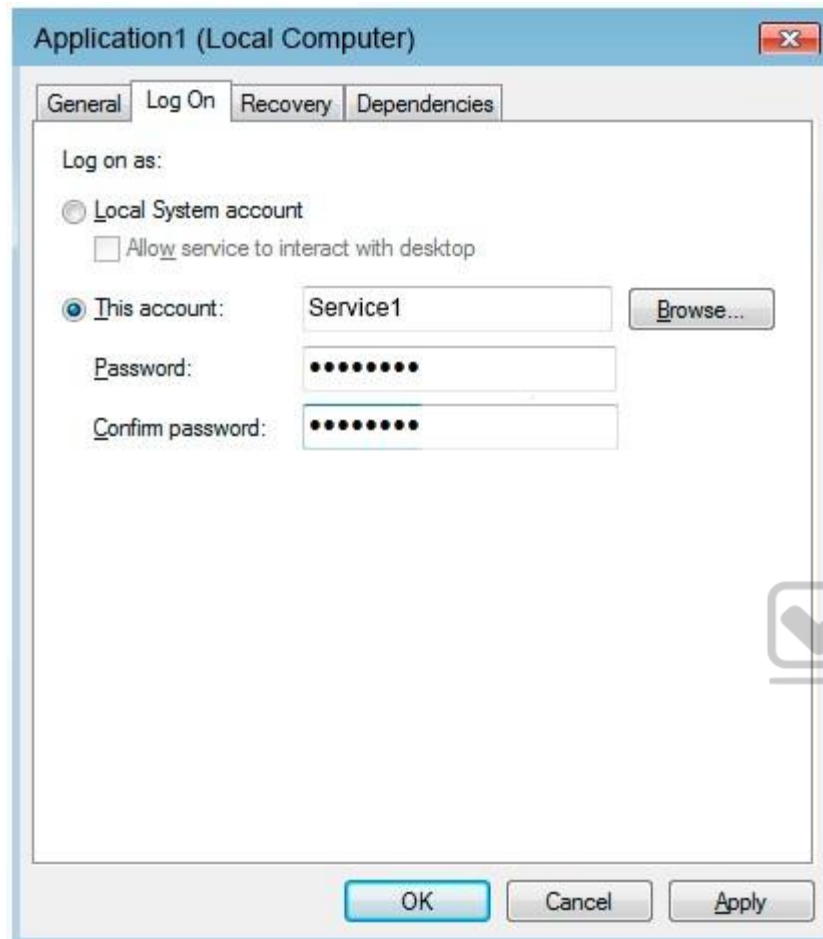 Application1 (Local Computer)
General Log On Recovery Dependencies
Log on as:
Local System account
Allow service to interact with desktop
This account: Service1 Browse...
Password: ●●●●●●●●
Confirm password: ●●●●●●●●
OK Cancel Apply